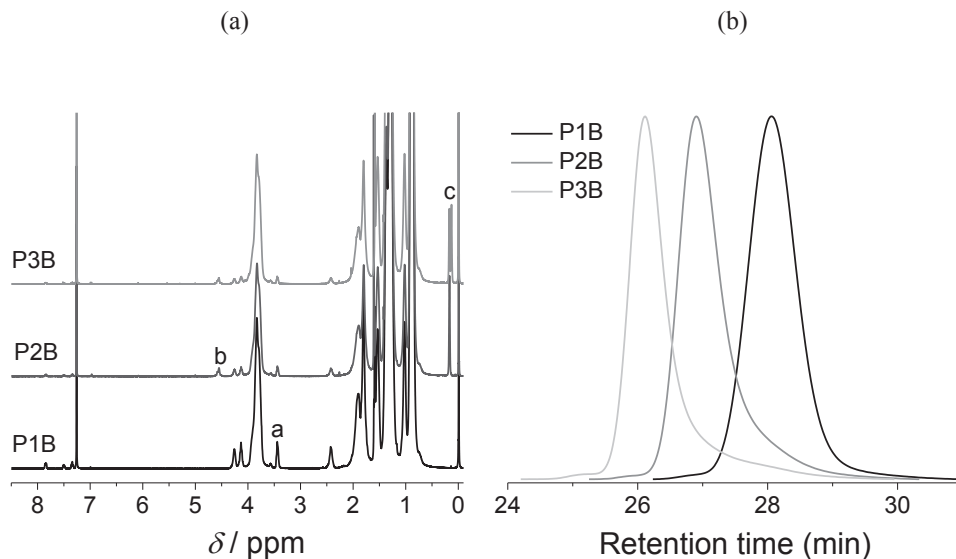 (a)
(b)
P3B
P2B
P1B
b
a
c
8 7 6 5 4 3 2 1 0
δ / ppm
P1B
P2B
P3B
24 26 28 30
Retention time (min)